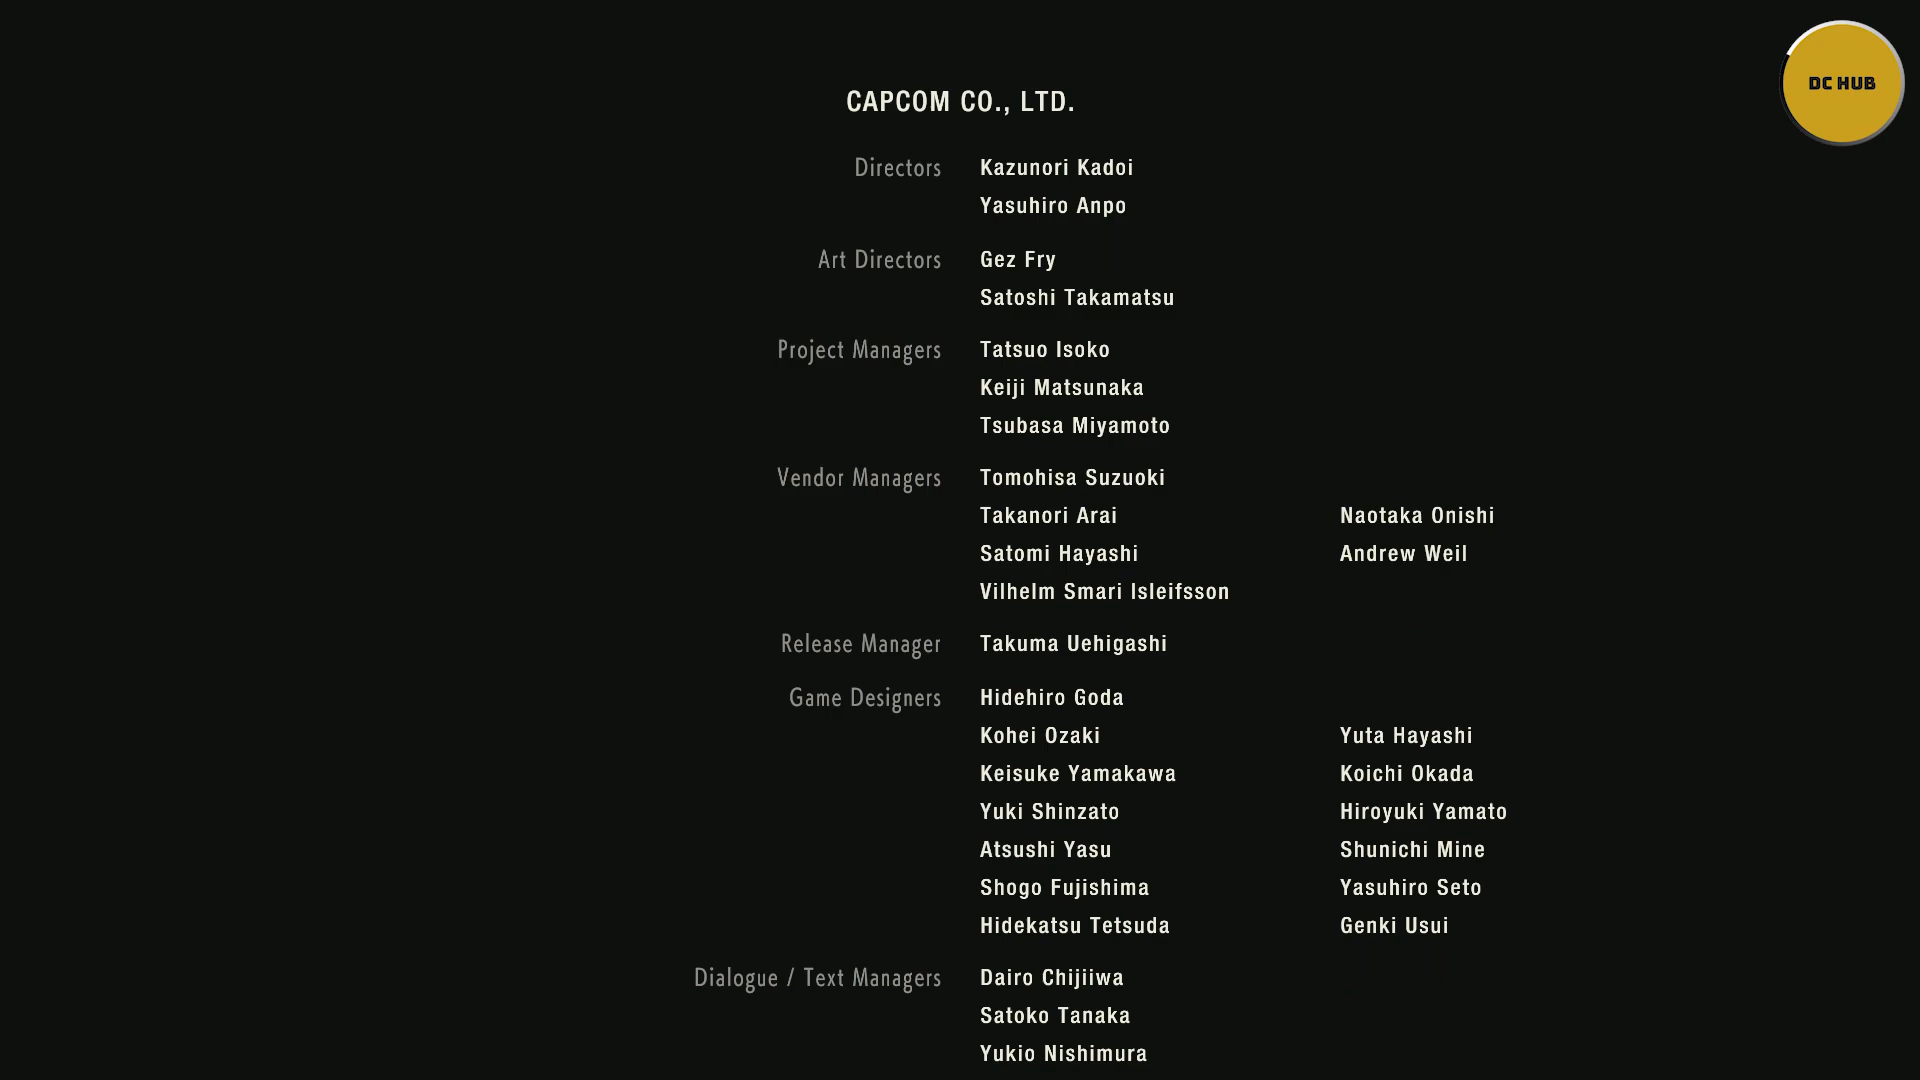 CAPCOM CO., LTD.
DC HUB
Directors Kazunori Kadoi
Yasuhiro Anpo
Art Directors Gez Fry
Satoshi Takamatsu
Project Managers Tatsuo Isoko
Keiji Matsunaka
Tsubasa Miyamoto
Vendor Managers Tomohisa Suzuoki
Takanori Arai Naotaka Onishi
Satomi Hayashi Andrew Weil
Vilhelm Smari Isleifsson
Release Manager Takuma Uehigashi
Game Designers Hidehiro Goda
Kohei Ozaki Yuta Hayashi
Keisuke Yamakawa Koichi Okada
Yuki Shinzato Hiroyuki Yamato
Atsushi Yasu Shunichi Mine
Shogo Fujishima Yasuhiro Seto
Hidekatsu Tetsuda Genki Usui
Dialogue / Text Managers Dairo Chijiiwa
Satoko Tanaka
Yukio Nishimura